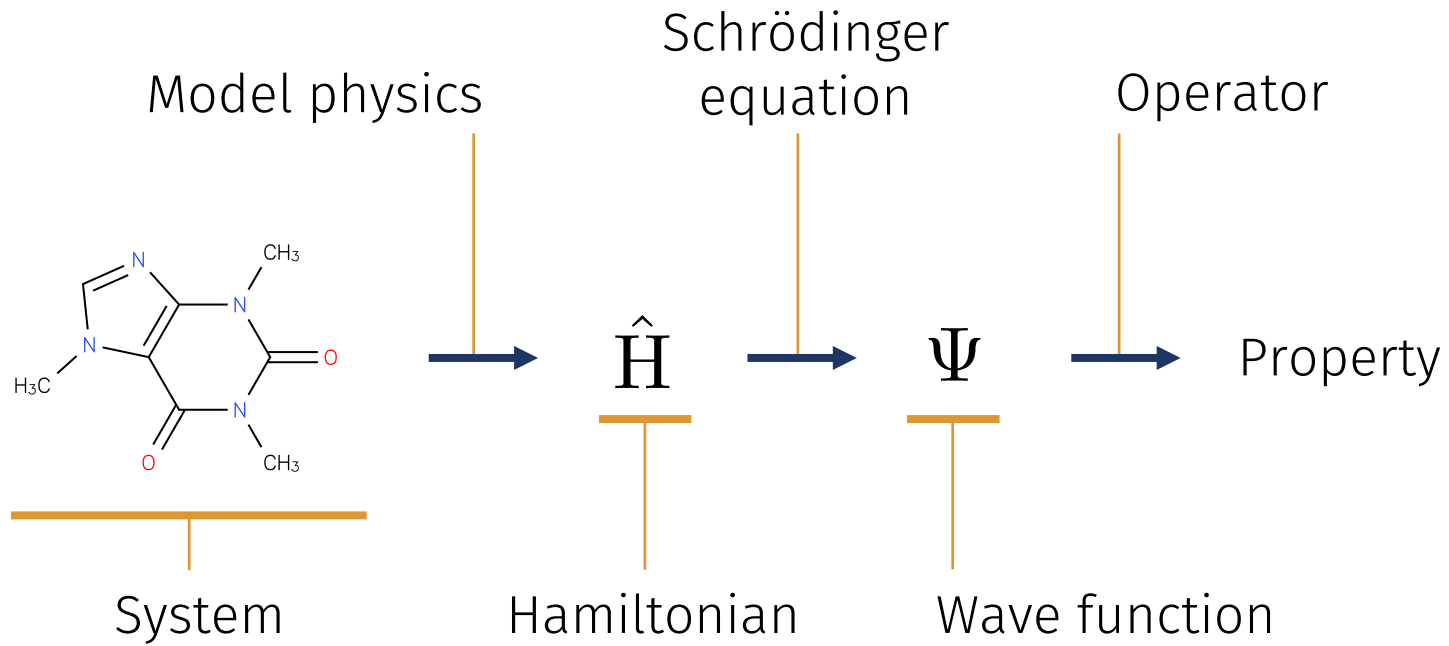 Schrödinger
equation
Model physics
Operator
N
CH₃
N
N
O
H₃C
N
O
CH₃
Ĥ
Ψ
Property
System
Hamiltonian
Wave function